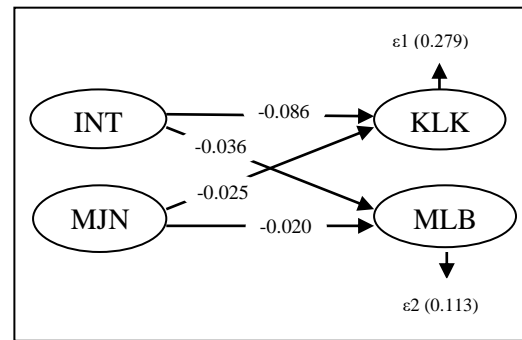 ε1 (0.279)
INT
-0.086
KLK
-0.036
-0.025
MJN
-0.020
MLB
ε2 (0.113)